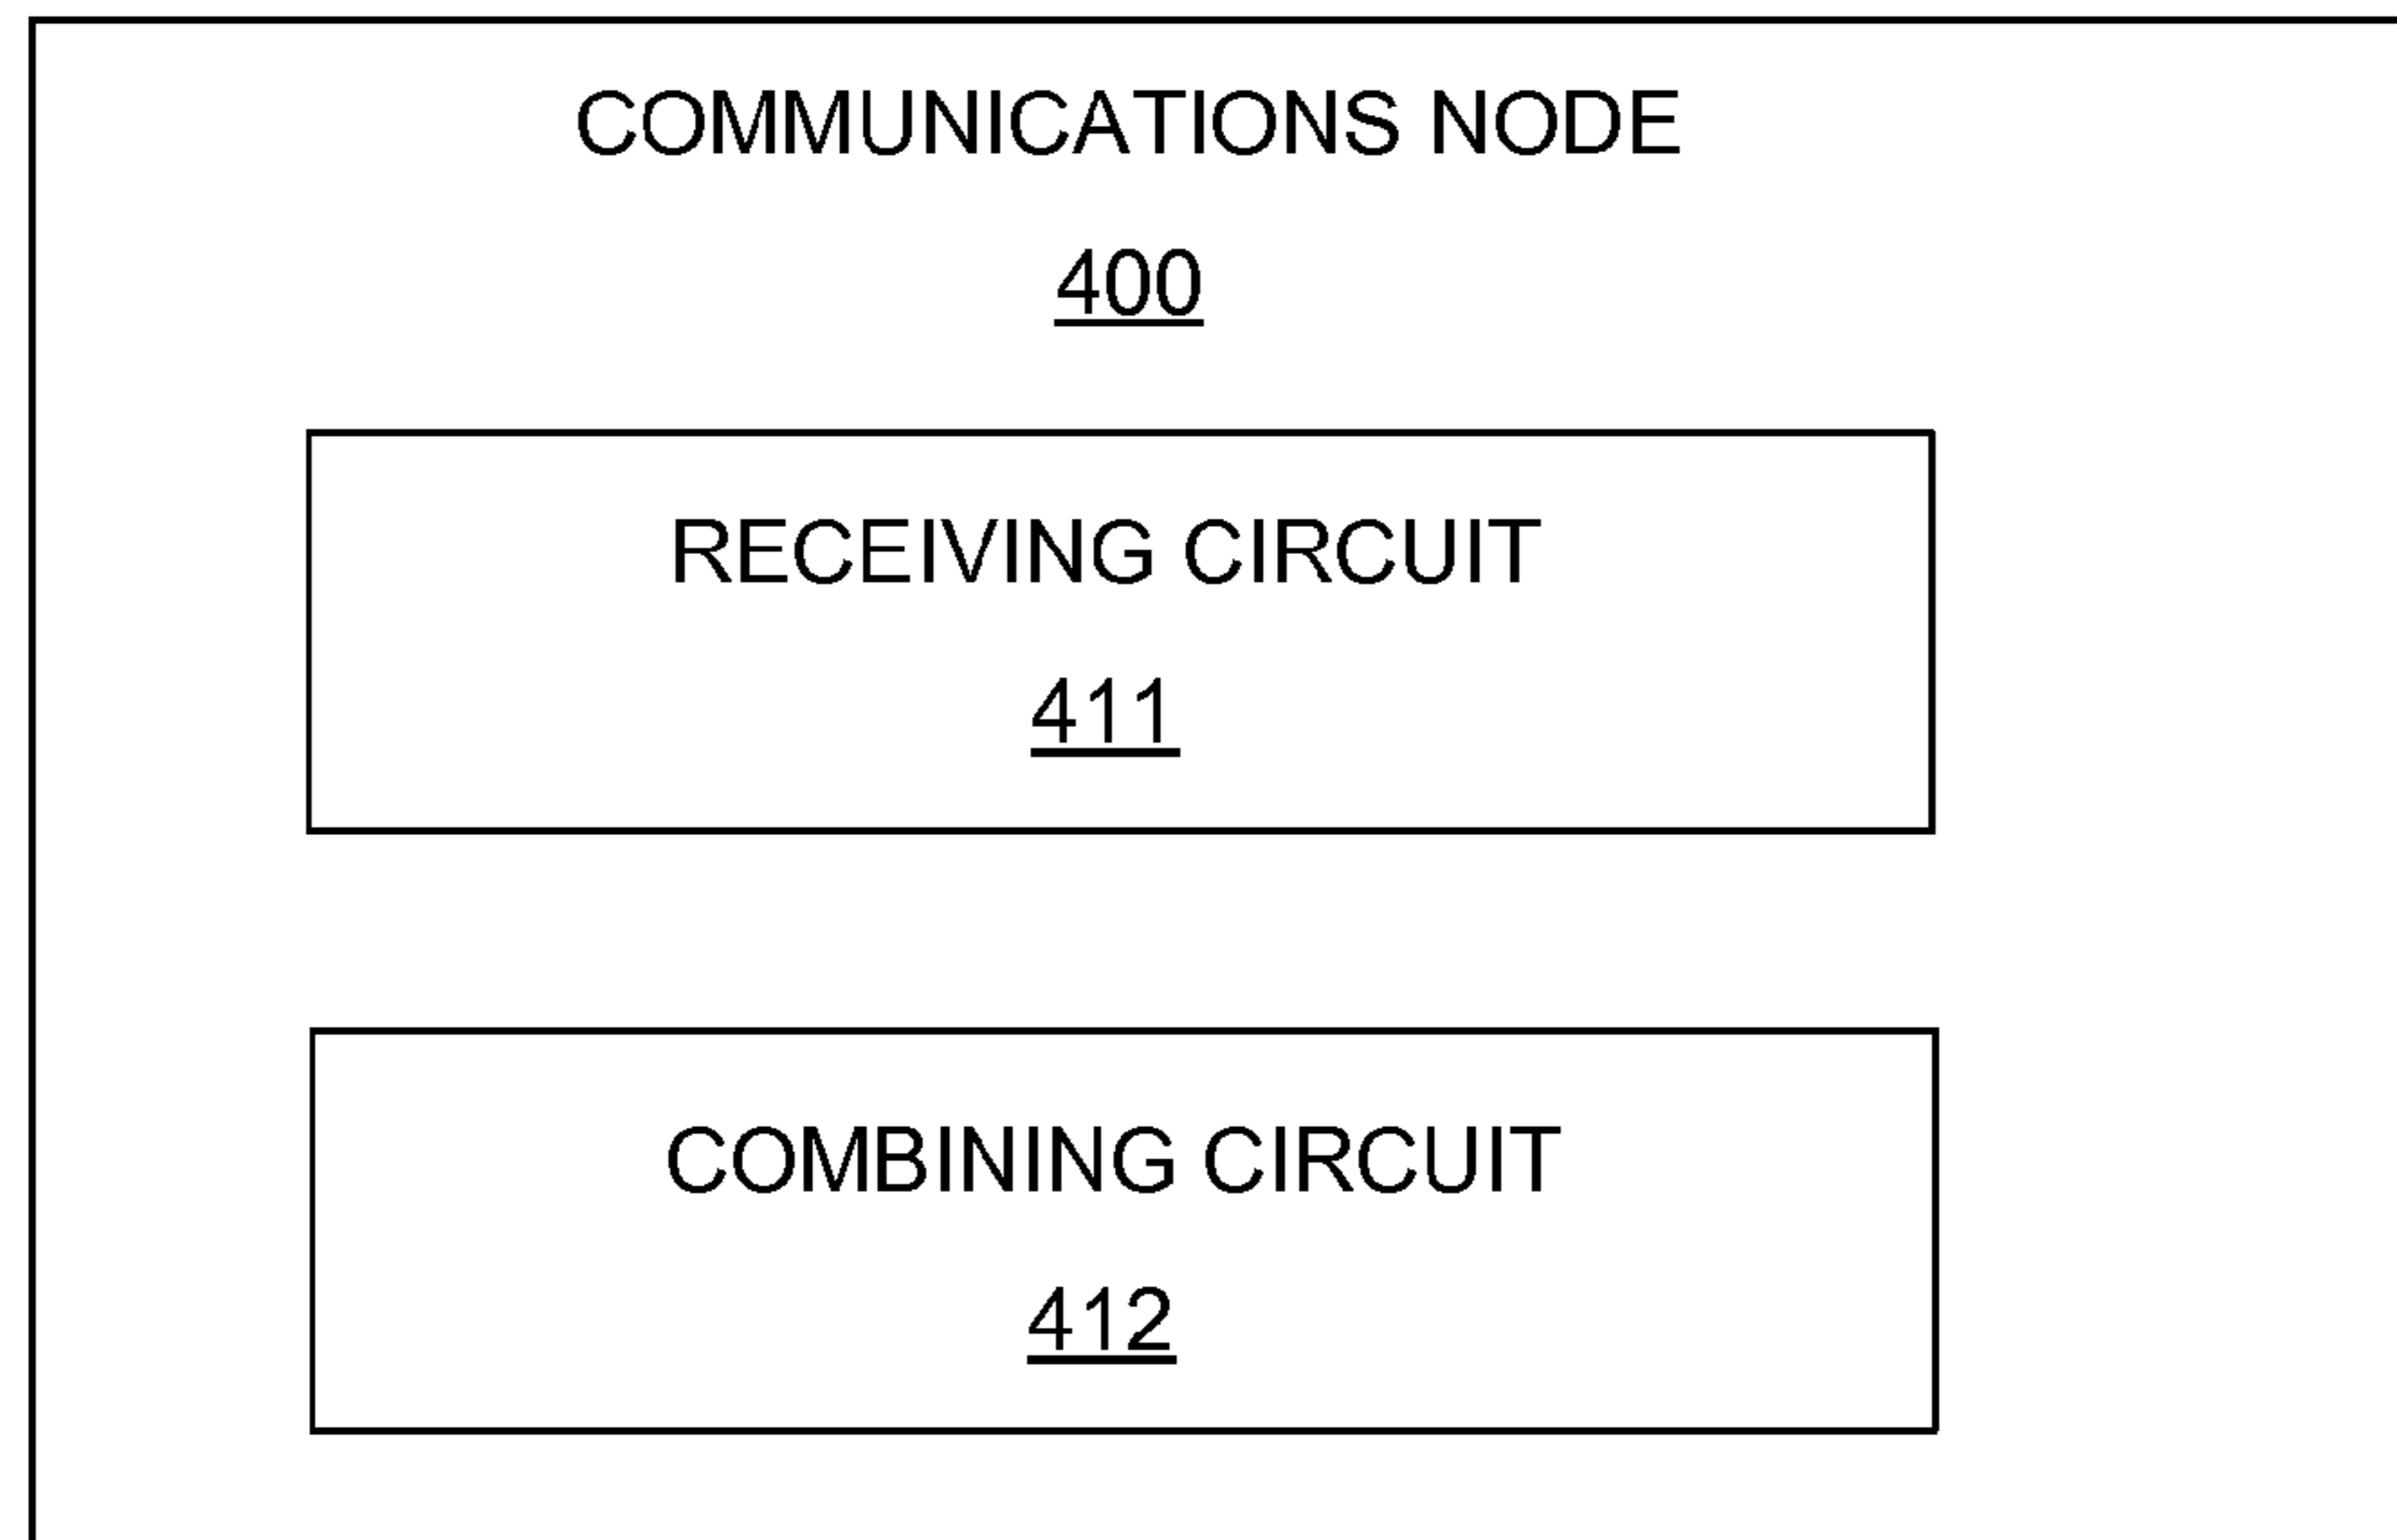 COMMUNICATIONS NODE
400
RECEIVING CIRCUIT
411
COMBINING CIRCUIT
412